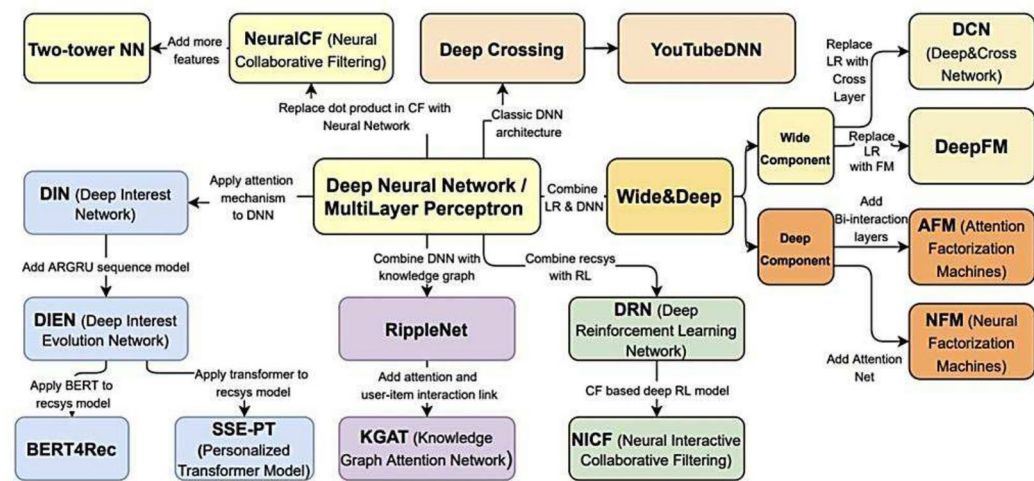 Two-tower NN
Add more
features
NeuralCF (Neural
Collaborative Filtering)
Deep Crossing
YouTubeDNN
Replace
LR with
Cross
Layer
DCN
(Deep&Cross
Network)
Replace dot product in CF with
Neural Network
Classic DNN
architecture
Wide
Component
Replace
LR
with FM
DeepFM
DIN (Deep Interest
Network)
Apply attention
mechanism
to DNN
Deep Neural Network /
MultiLayer Perceptron
Combine
LR & DNN
Wide&Deep
Add
Bi-interaction
layers
Deep
Component
AFM (Attention
Factorization
Machines)
Add ARGRU sequence model
Combine DNN with
knowledge graph
Combine recsys
with RL
DIEN (Deep Interest
Evolution Network)
RippleNet
DRN (Deep
Reinforcement Learning
Network)
NFM (Neural
Factorization
Machines)
Add Attention
Net
Apply BERT to
recsys model
Apply transformer to
recsys model
Add attention and
user-item interaction link
CF based deep RL model
BERT4Rec
SSE-PT
(Personalized
Transformer Model)
KGAT (Knowledge
Graph Attention Network)
NICF (Neural Interactive
Collaborative Filtering)